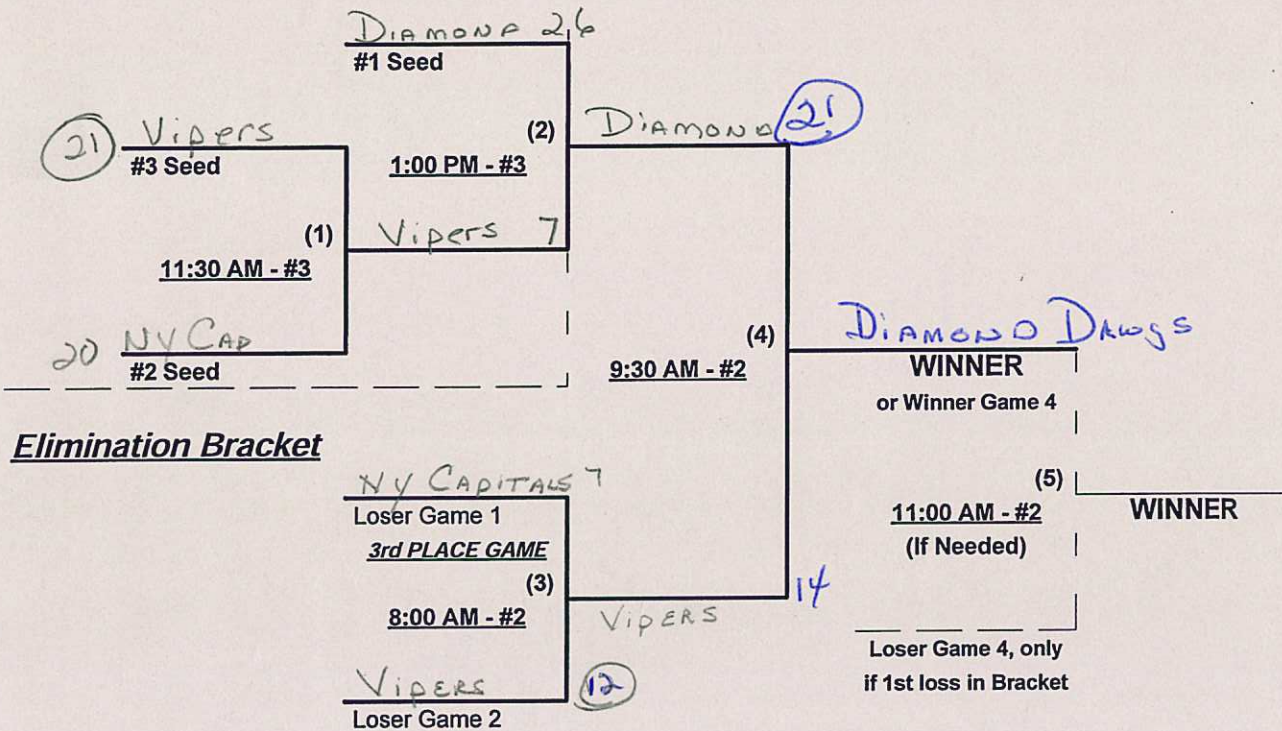 Diamond 26
#1 Seed
21 Vipers
#3 Seed
(2)
1:00 PM - #3
Diamond 21
(1)
11:30 AM - #3
Vipers 7
20 NY Cap
#2 Seed
(4)
9:30 AM - #2
Diamond Dawgs
WINNER
or Winner Game 4
Elimination Bracket
NY Capitals 7
Loser Game 1
3rd PLACE GAME
(3)
8:00 AM - #2
Vipers
14
Vipers 12
Loser Game 2
(5)
11:00 AM - #2
(If Needed)
WINNER
Loser Game 4, only
if 1st loss in Bracket